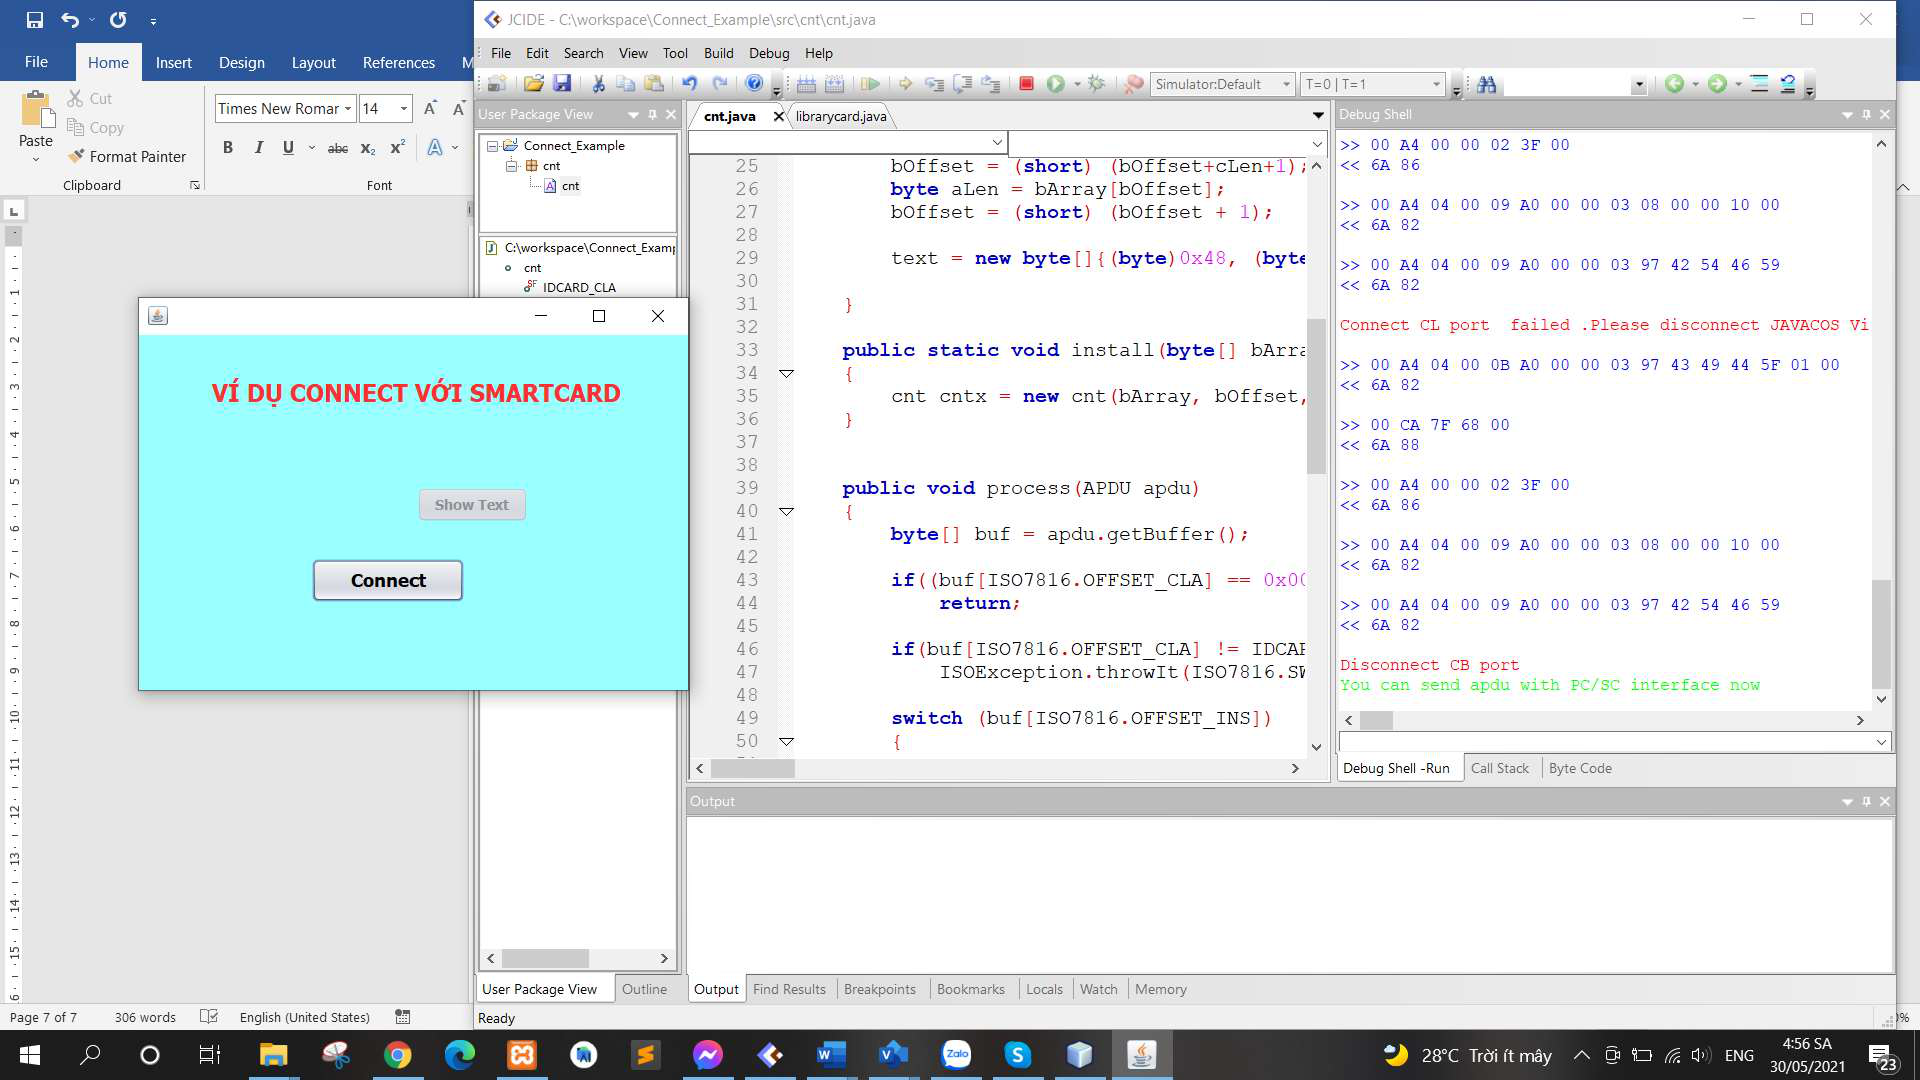 JCIDE - C:\workspace\Connect_Example\src\cnt\cnt.java
File Home Insert Design Layout References M
File Edit Search View Tool Build Debug Help
Simulator:Default
T=0 | T=1
Cut
Copy
Format Painter
Paste
Clipboard
Times New Romar
14
B I U abc x₂ x² A
Font
User Package View
Connect_Example
cnt
cnt
C:\workspace\Connect_Examp
cnt
IDCARD_CLA
VÍ DỤ CONNECT VỚI SMARTCARD
Show Text
Connect
cnt.java
librarycard.java
25 bOffset = (short) (bOffset+cLen+1);
26 byte aLen = bArray[bOffset];
27 bOffset = (short) (bOffset + 1);
28
29 text = new byte[]{(byte)0x48, (byte
30
31 }
32
33 public static void install(byte[] bArra
34 {
35 cnt cntx = new cnt(bArray, bOffset,
36 }
37
38
39 public void process(APDU apdu)
40 {
41 byte[] buf = apdu.getBuffer();
42
43 if((buf[ISO7816.OFFSET_CLA] == 0x00
44 return;
45
46 if(buf[ISO7816.OFFSET_CLA] != IDCAR
47 ISOException.throwIt(ISO7816.SW
48
49 switch (buf[ISO7816.OFFSET_INS])
50 {
Debug Shell
>> 00 A4 00 00 02 3F 00
<< 6A 86
>> 00 A4 04 00 09 A0 00 00 03 08 00 00 10 00
<< 6A 82
>> 00 A4 04 00 09 A0 00 00 03 97 42 54 46 59
<< 6A 82
Connect CL port  failed .Please disconnect JAVACOS Vi
>> 00 A4 04 00 0B A0 00 00 03 97 43 49 44 5F 01 00
<< 6A 82
>> 00 CA 7F 68 00
<< 6A 88
>> 00 A4 00 00 02 3F 00
<< 6A 86
>> 00 A4 04 00 09 A0 00 00 03 08 00 00 10 00
<< 6A 82
>> 00 A4 04 00 09 A0 00 00 03 97 42 54 46 59
<< 6A 82
Disconnect CB port
You can send apdu with PC/SC interface now
Debug Shell -Run Call Stack Byte Code
Output
User Package View Outline
Output Find Results Breakpoints Bookmarks Locals Watch Memory
Ready
Page 7 of 7 306 words English (United States)
0%
Zalo
28°C Trời ít mây
ENG
4:56 SA
30/05/2021
23